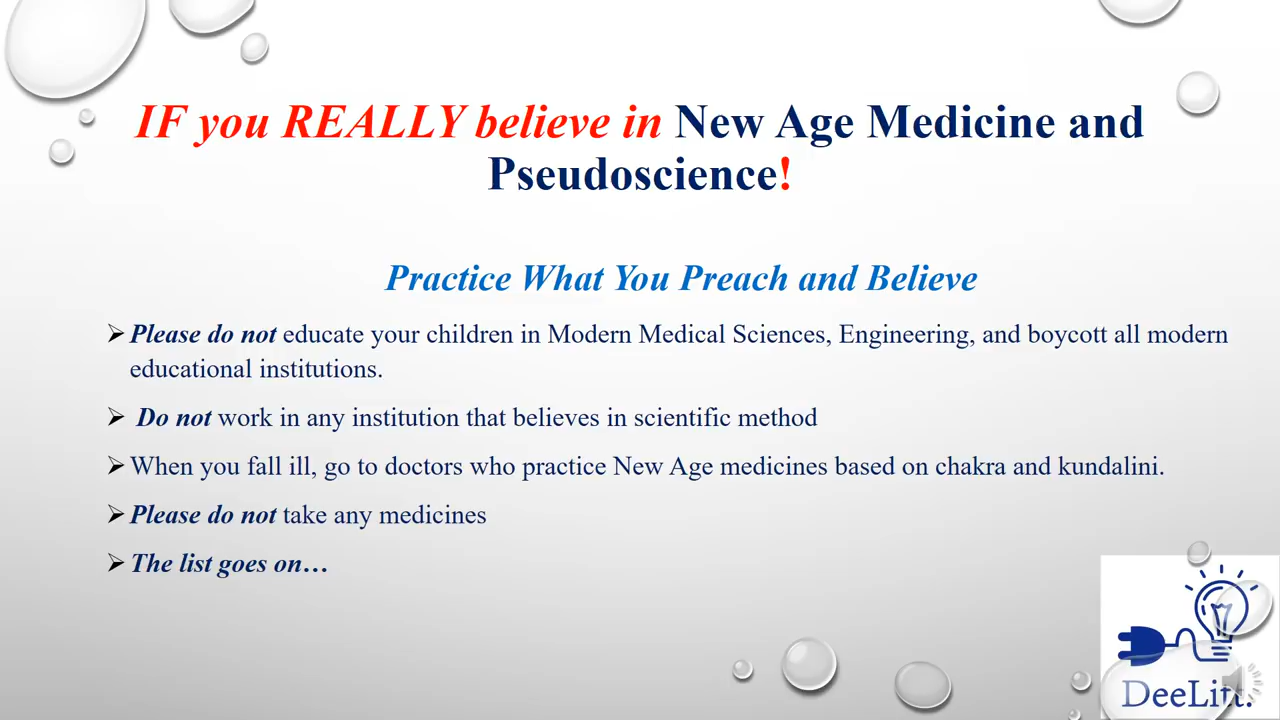 IF you REALLY believe in New Age Medicine and
Pseudoscience!
Practice What You Preach and Believe
Please do not educate your children in Modern Medical Sciences, Engineering, and boycott all modern
educational institutions.
Do not work in any institution that believes in scientific method
When you fall ill, go to doctors who practice New Age medicines based on chakra and kundalini.
Please do not take any medicines
The list goes on…
DeeLitt.